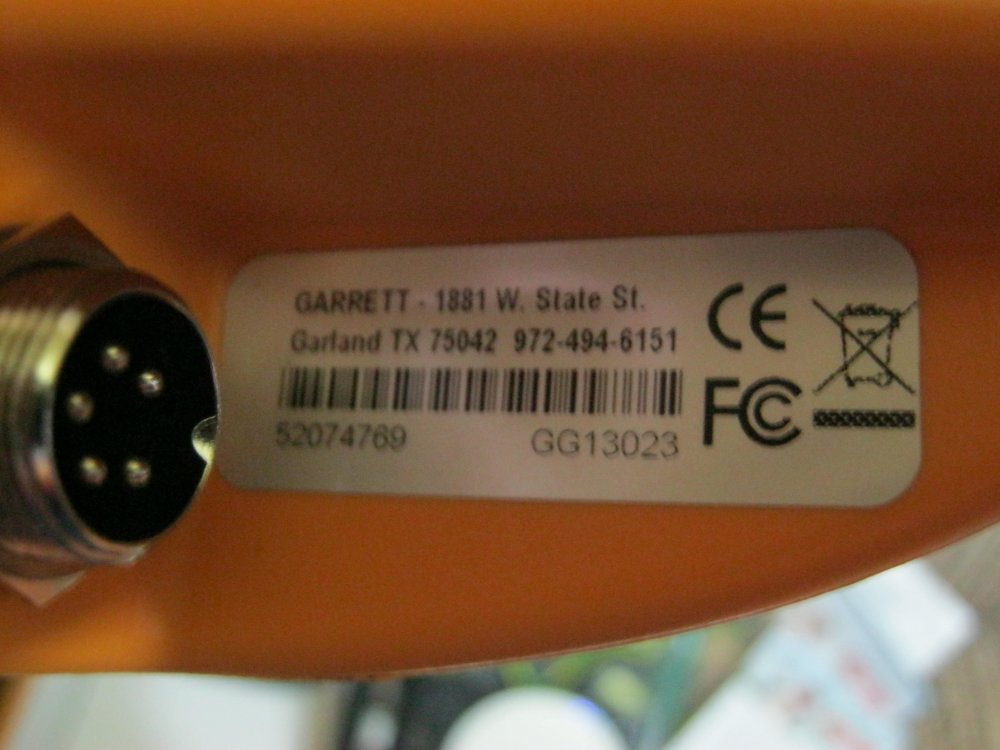 GARRETT - 1881 W. State St.
Garland TX 75042 972-494-6151
52074769 GG13023
CE
FC